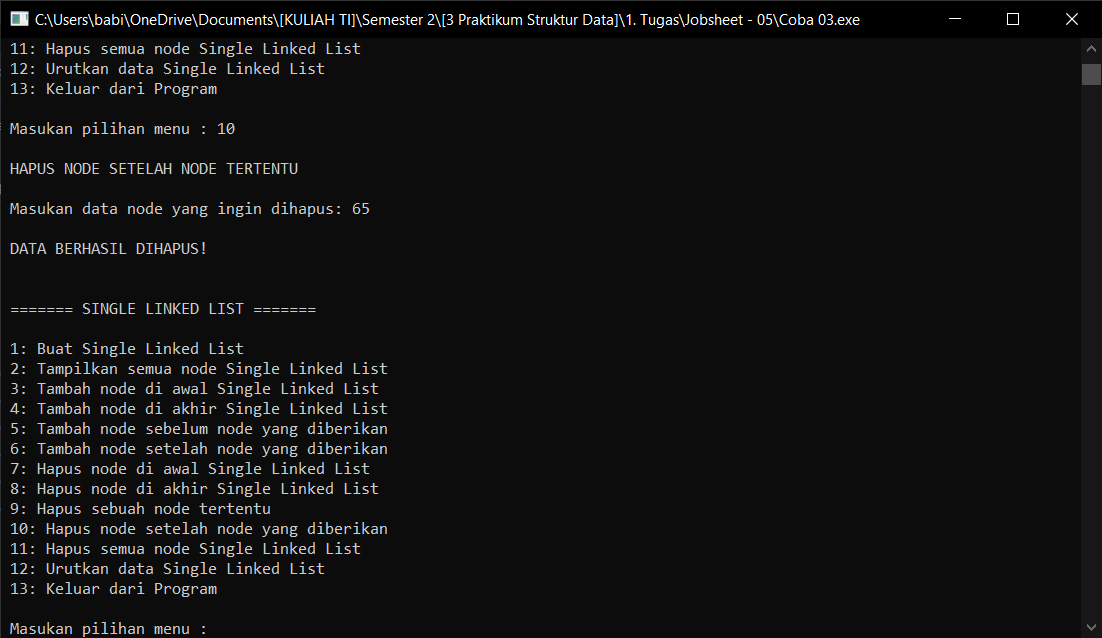 C:\Users\babi\OneDrive\Documents\[KULIAH TI]\Semester 2\[3 Praktikum Struktur Data]\1. Tugas\Jobsheet - 05\Coba 03.exe
11: Hapus semua node Single Linked List
12: Urutkan data Single Linked List
13: Keluar dari Program
Masukan pilihan menu : 10
HAPUS NODE SETELAH NODE TERTENTU
Masukan data node yang ingin dihapus: 65
DATA BERHASIL DIHAPUS!
======= SINGLE LINKED LIST =======
1: Buat Single Linked List
2: Tampilkan semua node Single Linked List
3: Tambah node di awal Single Linked List
4: Tambah node di akhir Single Linked List
5: Tambah node sebelum node yang diberikan
6: Tambah node setelah node yang diberikan
7: Hapus node di awal Single Linked List
8: Hapus node di akhir Single Linked List
9: Hapus sebuah node tertentu
10: Hapus node setelah node yang diberikan
11: Hapus semua node Single Linked List
12: Urutkan data Single Linked List
13: Keluar dari Program
Masukan pilihan menu :